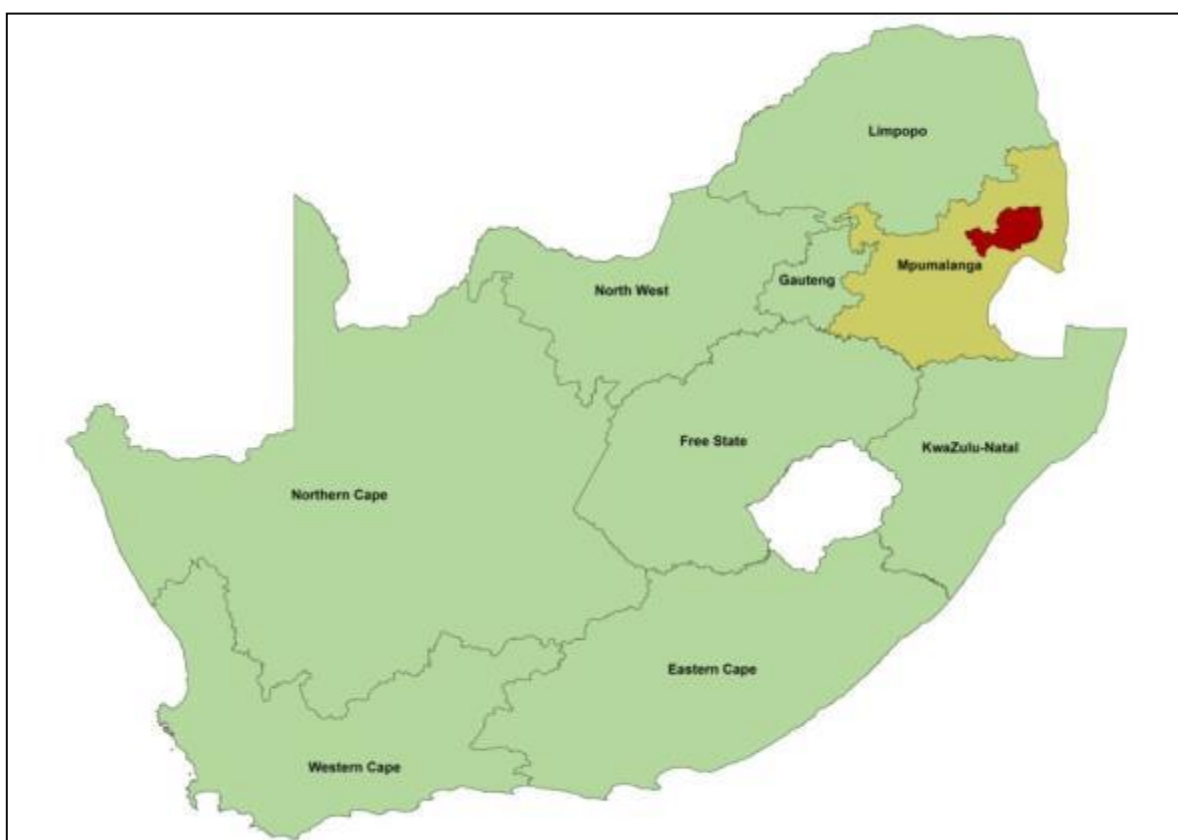 Limpopo
Mpumalanga
Gauteng
North West
Free State
KwaZulu-Natal
Northern Cape
Eastern Cape
Western Cape